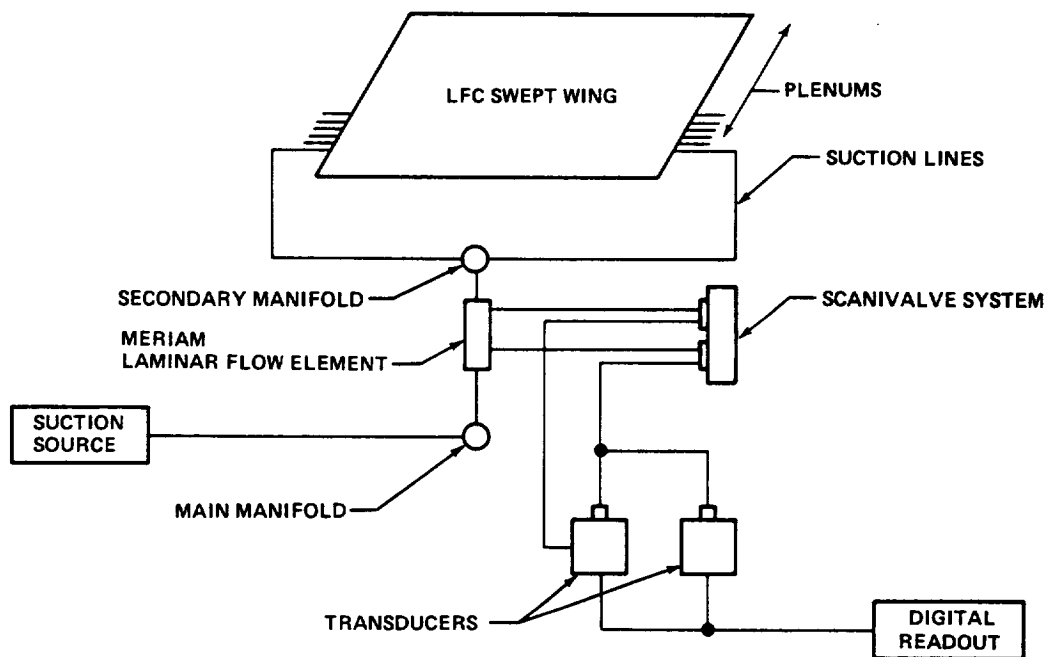 LFC SWEPT WING
PLENUMS
SUCTION LINES
SECONDARY MANIFOLD
SCANIVALVE SYSTEM
MERIAM
LAMINAR FLOW ELEMENT
SUCTION
SOURCE
MAIN MANIFOLD
TRANSDUCERS
DIGITAL
READOUT